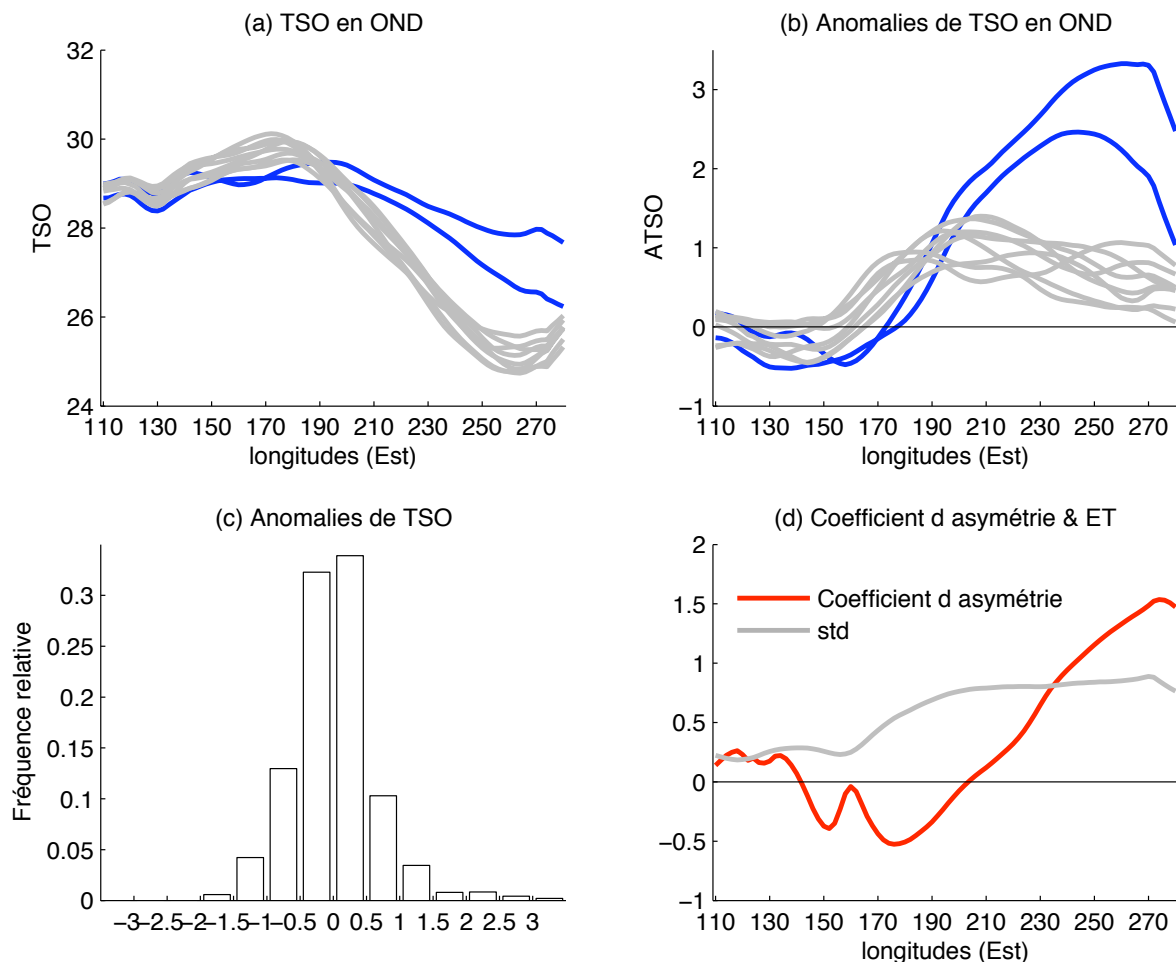 (a) TSO en OND
32
30
28
26
24
TSO
110 130 150 170 190 210 230 250 270
longitudes (Est)
(b) Anomalies de TSO en OND
3
2
1
0
−1
ATSO
110 130 150 170 190 210 230 250 270
longitudes (Est)
(c) Anomalies de TSO
0.3
0.25
0.2
0.15
0.1
0.05
0
Fréquence relative
−3 −2.5 −2 −1.5 −1 −0.5 0 0.5 1 1.5 2 2.5 3
(d) Coefficient d asymétrie & ET
2
1.5
1
0.5
0
−0.5
−1
Coefficient d asymétrie
std
110 130 150 170 190 210 230 250 270
longitudes (Est)